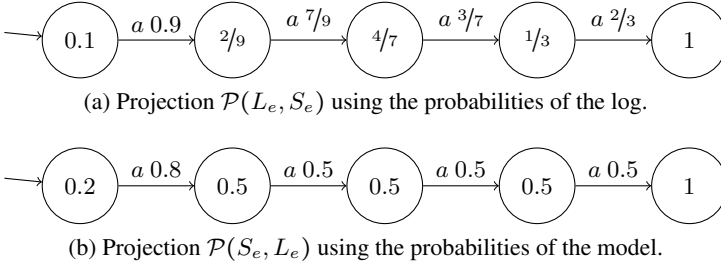 a 0.9 a 7/9 a 4/7 a 3/7 a 2/3
0.1 2/9 4/7 1/3 1
(a) Projection P(Lₑ, Sₑ) using the probabilities of the log.
a 0.8 a 0.5 a 0.5 a 0.5
0.2 0.5 0.5 0.5 1
(b) Projection P(Sₑ, Lₑ) using the probabilities of the model.